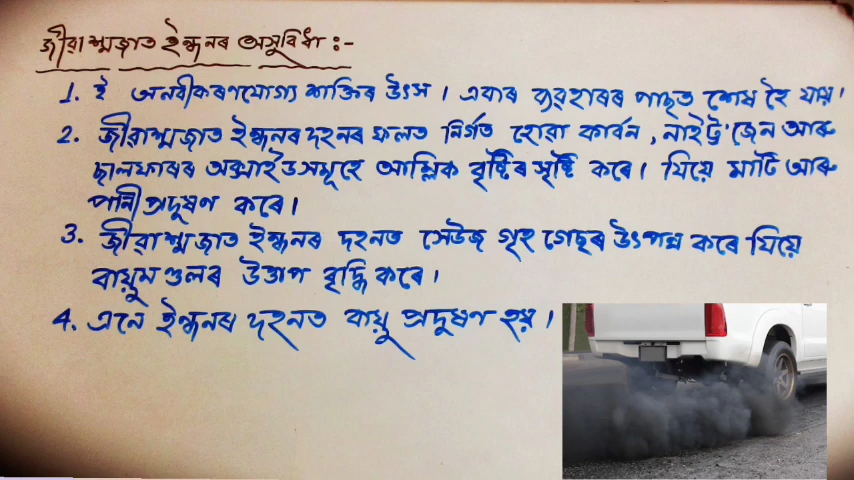 জীৱাশ্মজাত ইন্ধনৰ অসুবিধা :-
1. ই অনবীকৰণযোগ্য শক্তিৰ উৎস । এবাৰ ব্যৱহাৰৰ পাছত শেষ হৈ যায়।
2. জীৱাশ্মজাত ইন্ধনৰ দহনৰ ফলত নিৰ্গত হোৱা কাৰ্বন , নাইট্ৰ'জেন আৰু
ছালফাৰৰ অক্সাইডসমূহে আম্লিক বৃষ্টিৰ সৃষ্টি কৰে। যিয়ে মাটি আৰু
পানী প্ৰদূষণ কৰে।
3. জীৱাশ্মজাত ইন্ধনৰ দহনত সেউজ গৃহ গেছৰ উৎপন্ন কৰে যিয়ে
বায়ুমণ্ডলৰ উত্তাপ বৃদ্ধি কৰে।
4. এনে ইন্ধনৰ দহনত বায়ু প্ৰদূষণ হয় ।